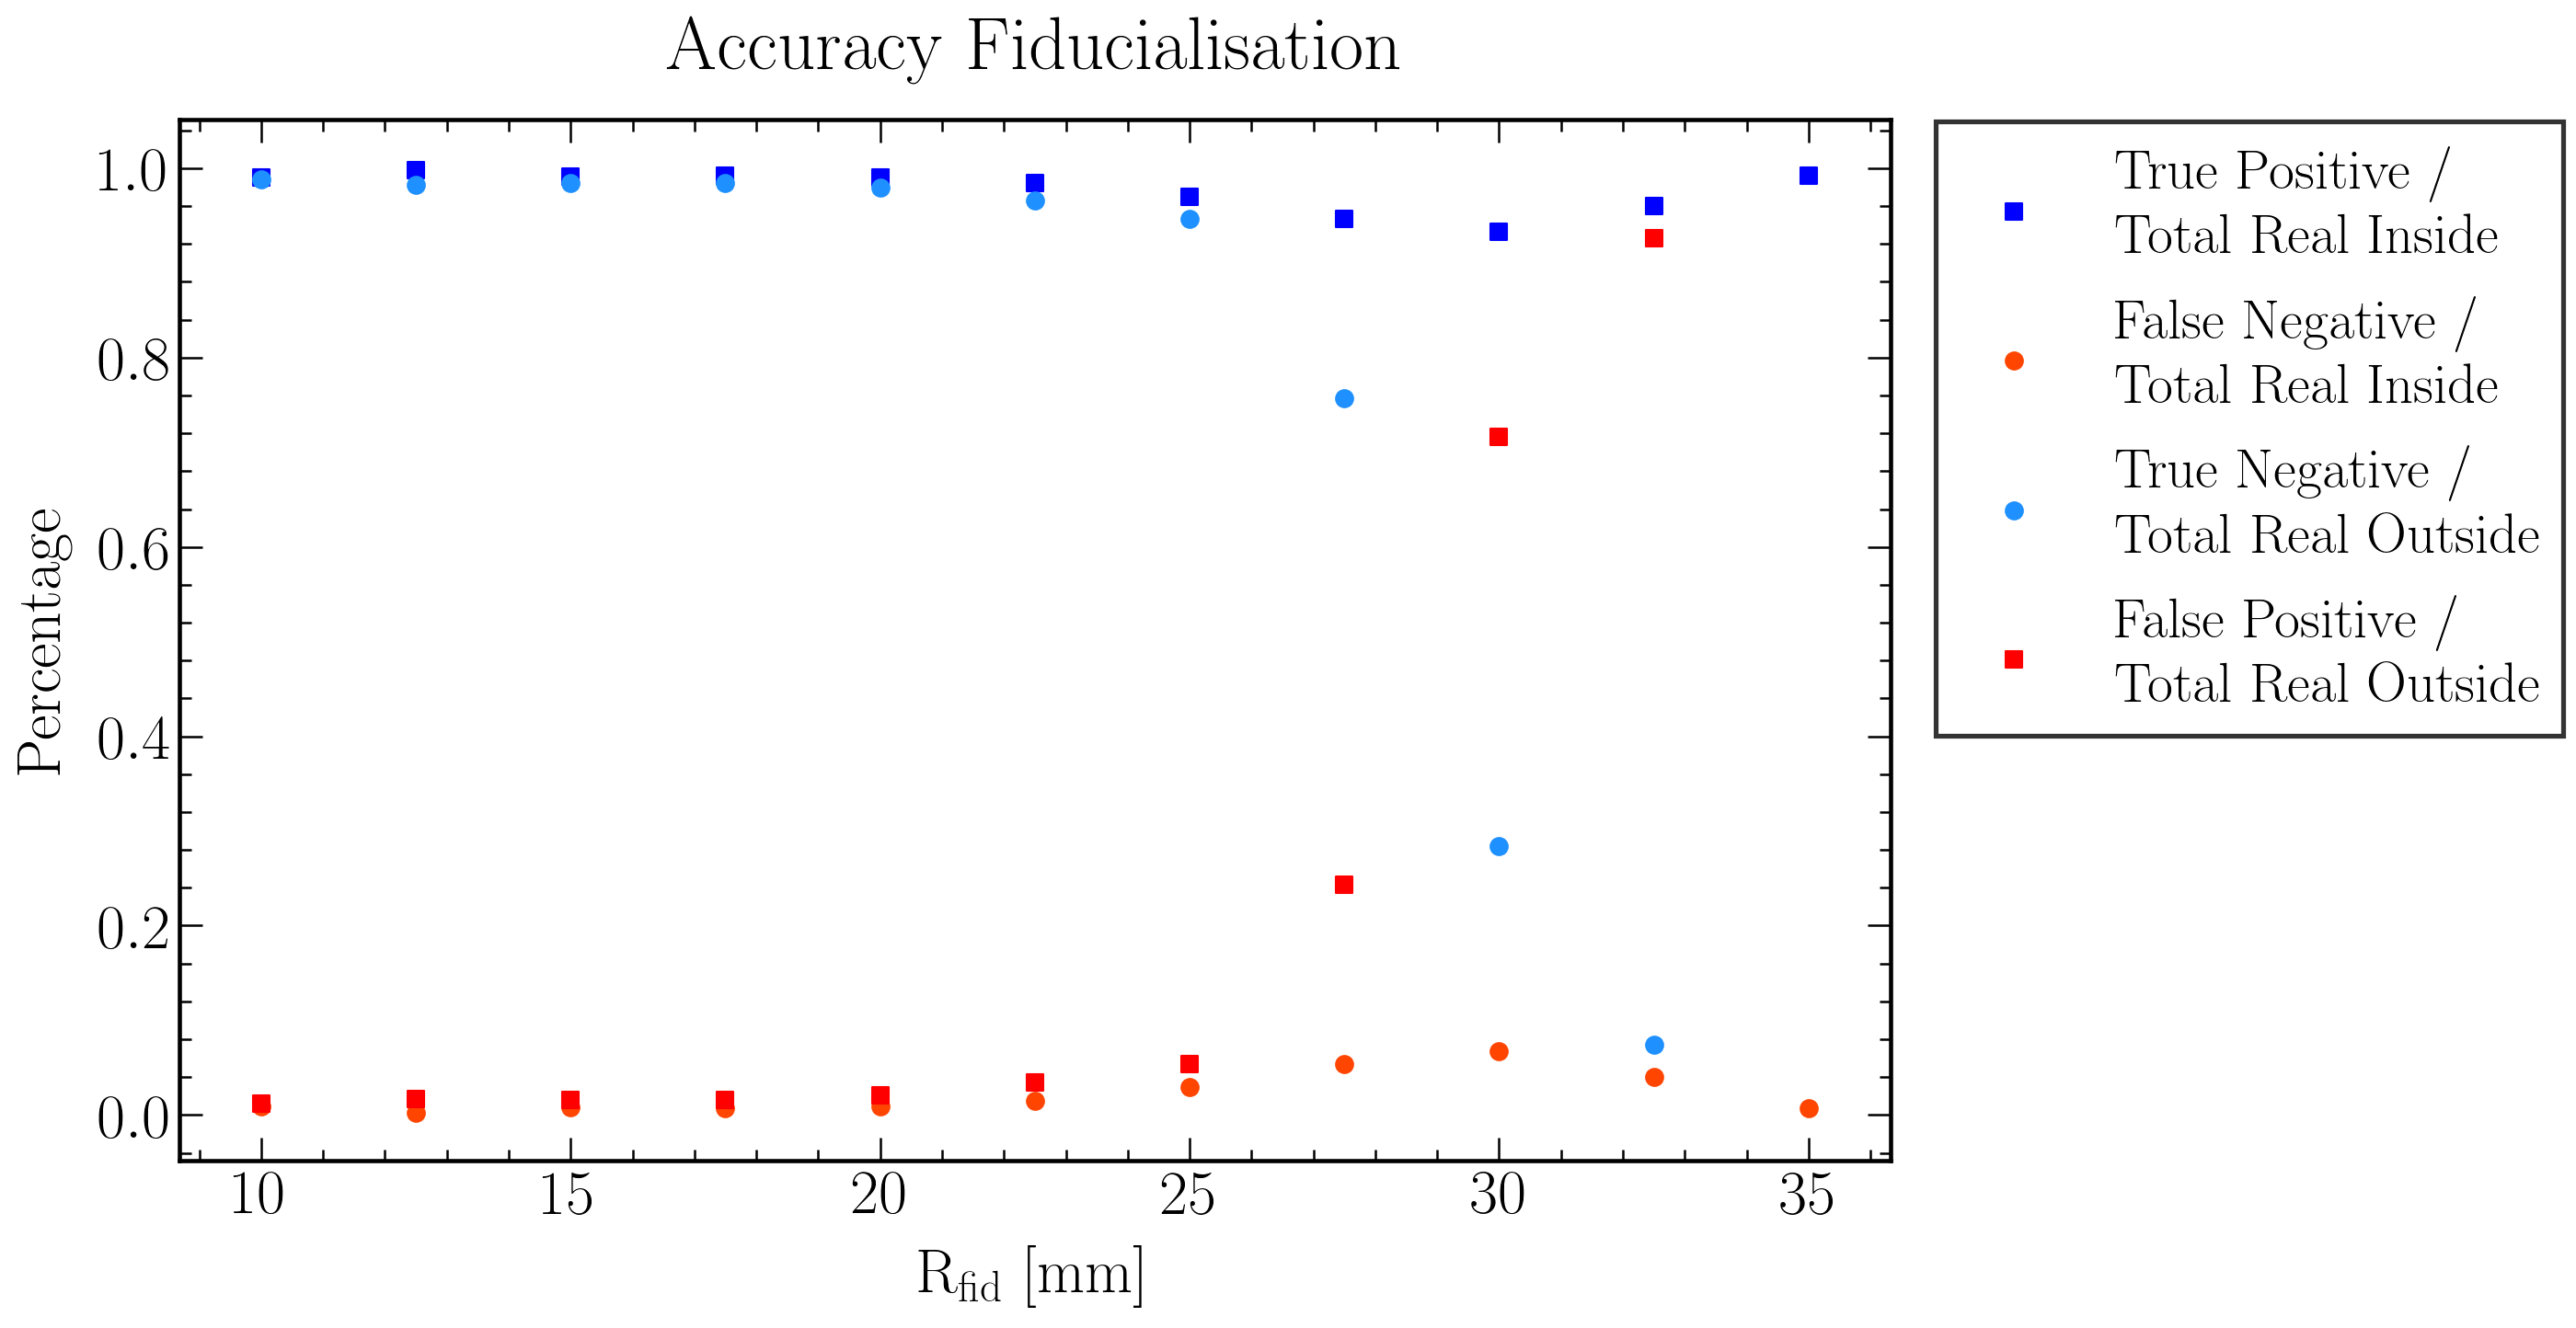 Accuracy Fiducialisation
Percentage
1.0
0.8
0.6
0.4
0.2
0.0
10 15 20 25 30 35
R_fid [mm]
True Positive /
Total Real Inside
False Negative /
Total Real Inside
True Negative /
Total Real Outside
False Positive /
Total Real Outside